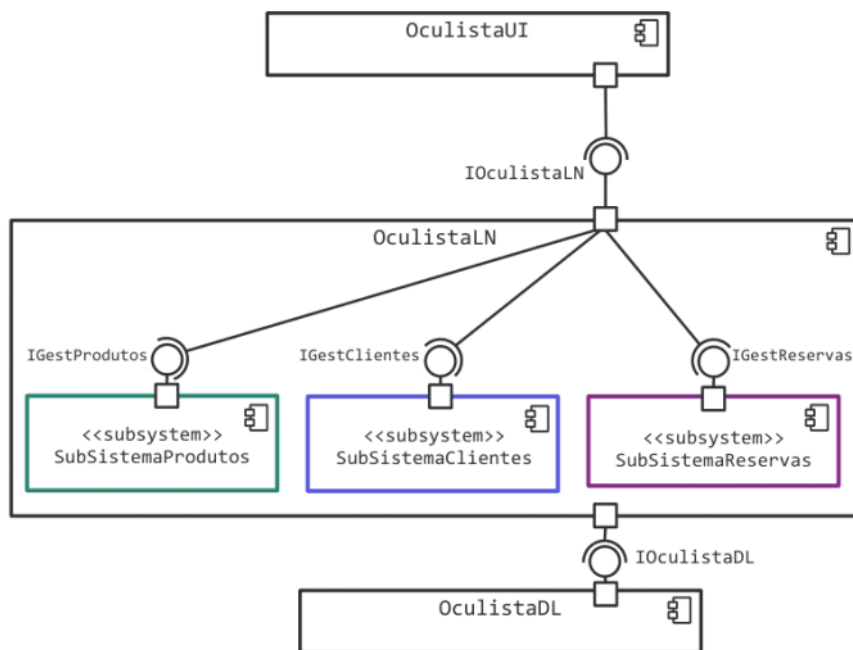 OculistaUI
IOculistaLN
OculistaLN
IGestProdutos
IGestClientes
IGestReservas
<<subsystem>>
SubSistemaProdutos
<<subsystem>>
SubSistemaClientes
<<subsystem>>
SubSistemaReservas
IOculistaDL
OculistaDL